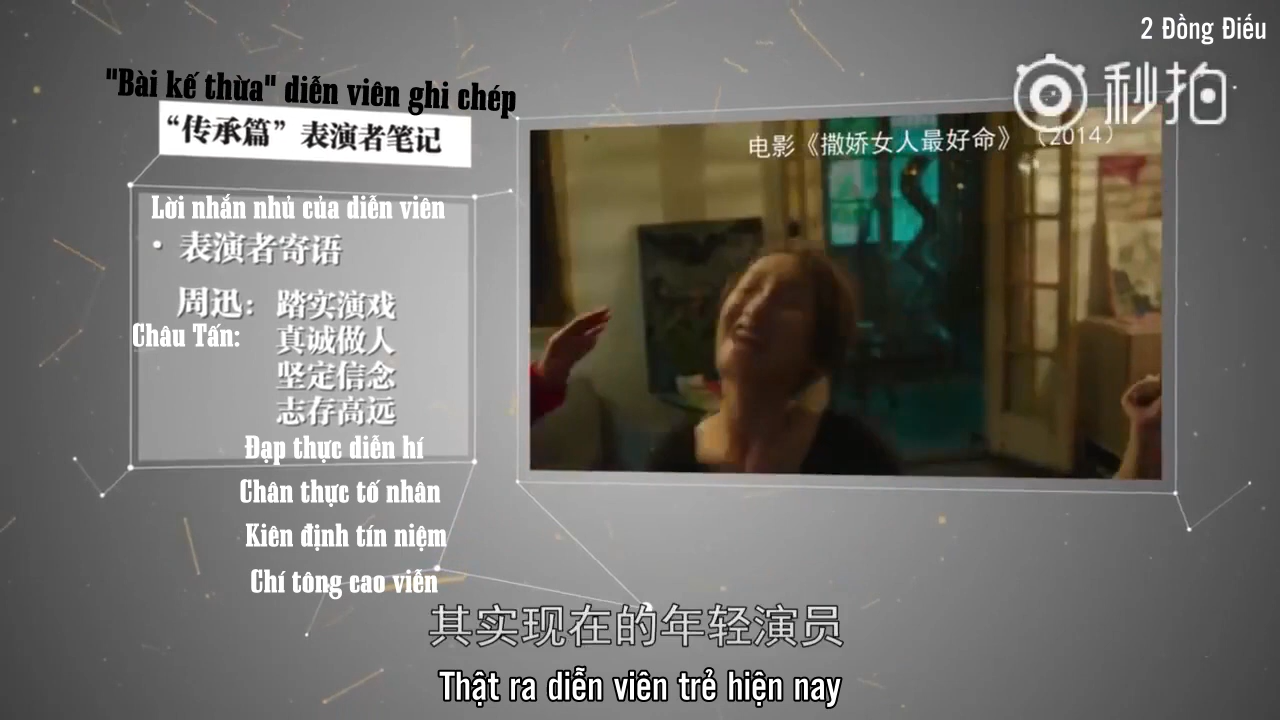 2 Đồng Điếu
秒拍
"Bài kế thừa" diễn viên ghi chép
“传承篇”表演者笔记
电影《撒娇女人最好命》（2014）
Lời nhắn nhủ của diễn viên
• 表演者寄语
周迅：踏实演戏
Châu Tấn:
真诚做人
坚定信念
志存高远
Đạp thực diễn hí
Chân thực tố nhân
Kiên định tín niệm
Chí tông cao viễn
其实现在的年轻演员
Thật ra diễn viên trẻ hiện nay